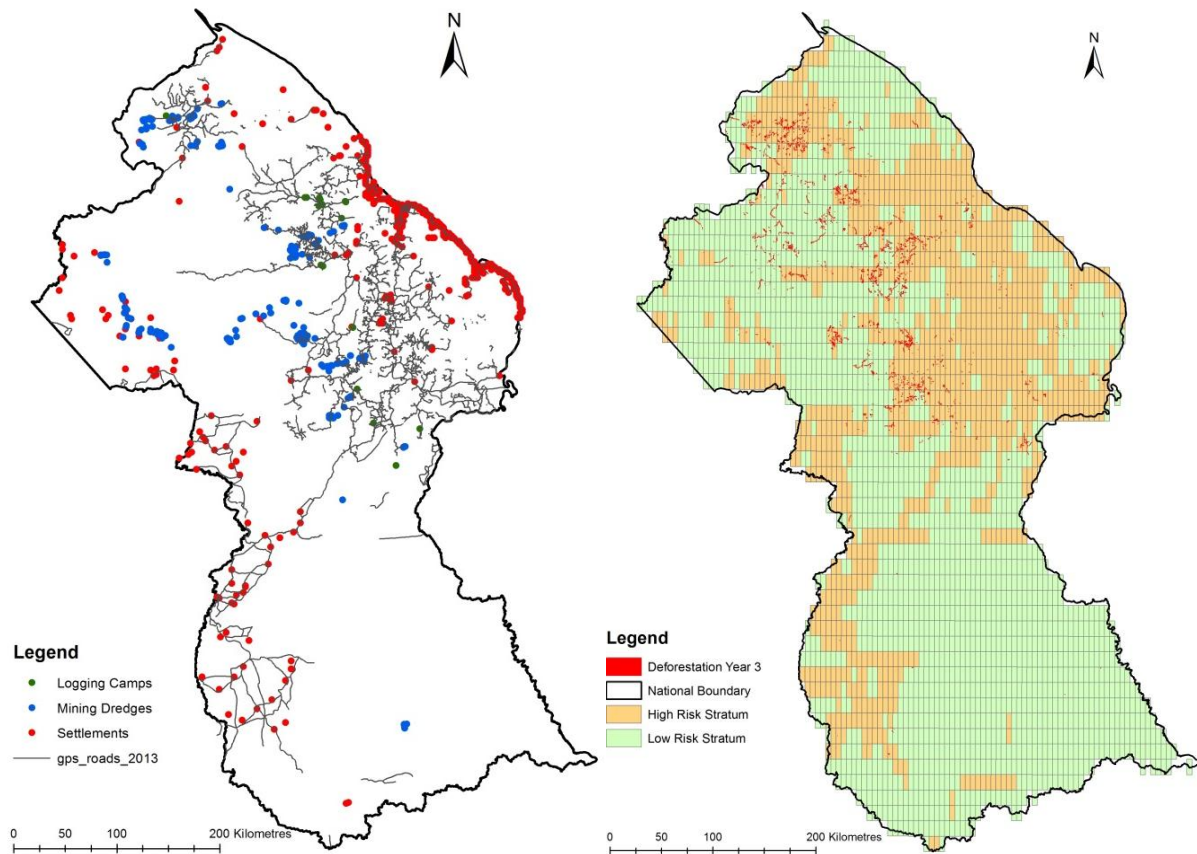 N
Legend
Logging Camps
Mining Dredges
Settlements
gps_roads_2013
0 50 100 200 Kilometres
N
Legend
Deforestation Year 3
National Boundary
High Risk Stratum
Low Risk Stratum
0 50 100 200 Kilometres